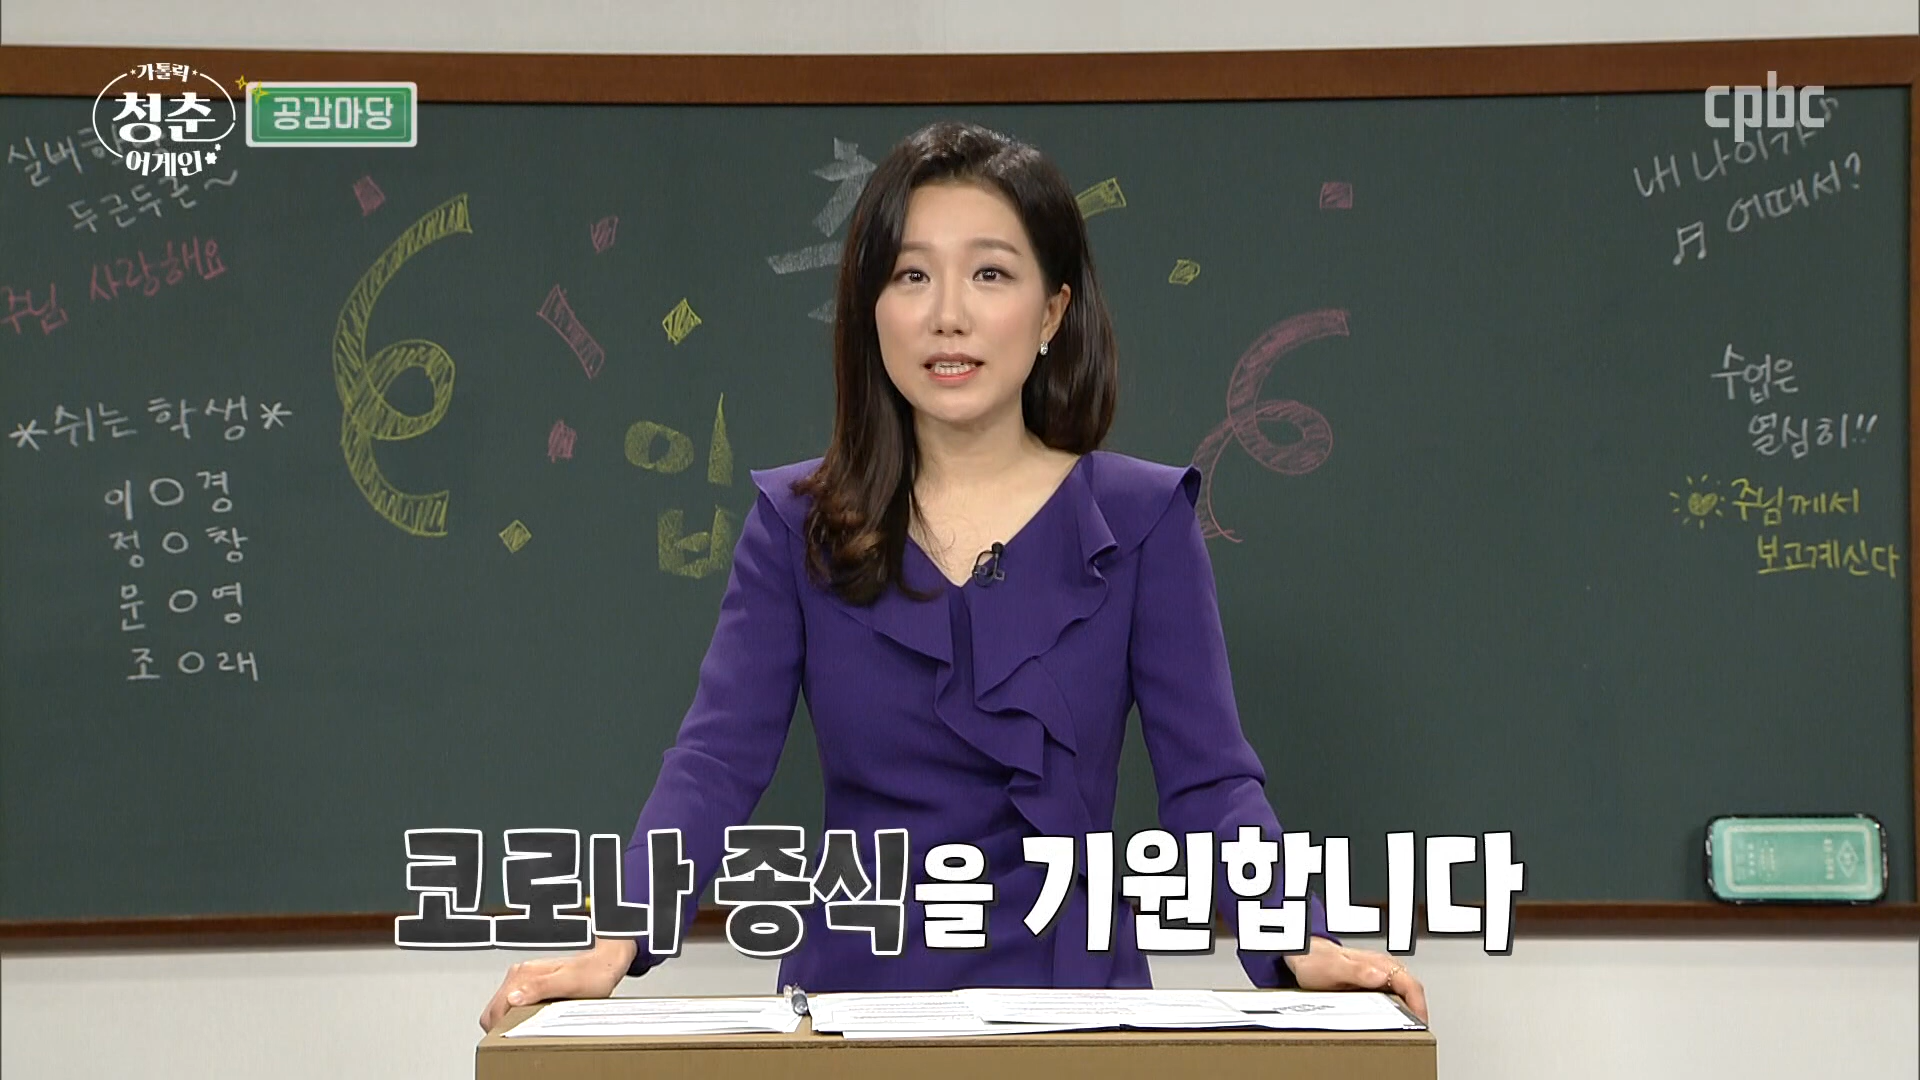 ·가톨릭·
청춘
어게인
공감마당
cpbc
두근두근~
주님 사랑해요
*쉬는 학생*
이○경
정○창
문○영
조○래
입
내 나이가
어때서?
수업은
열심히!!
주님께서
보고계신다
코로나 종식을 기원합니다